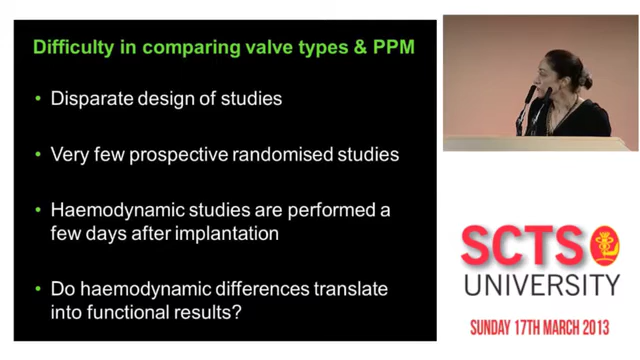 Difficulty in comparing valve types & PPM
• Disparate design of studies
• Very few prospective randomised studies
• Haemodynamic studies are performed a
few days after implantation
• Do haemodynamic differences translate
into functional results?
SCTS
UNIVERSITY
SUNDAY 17TH MARCH 2013